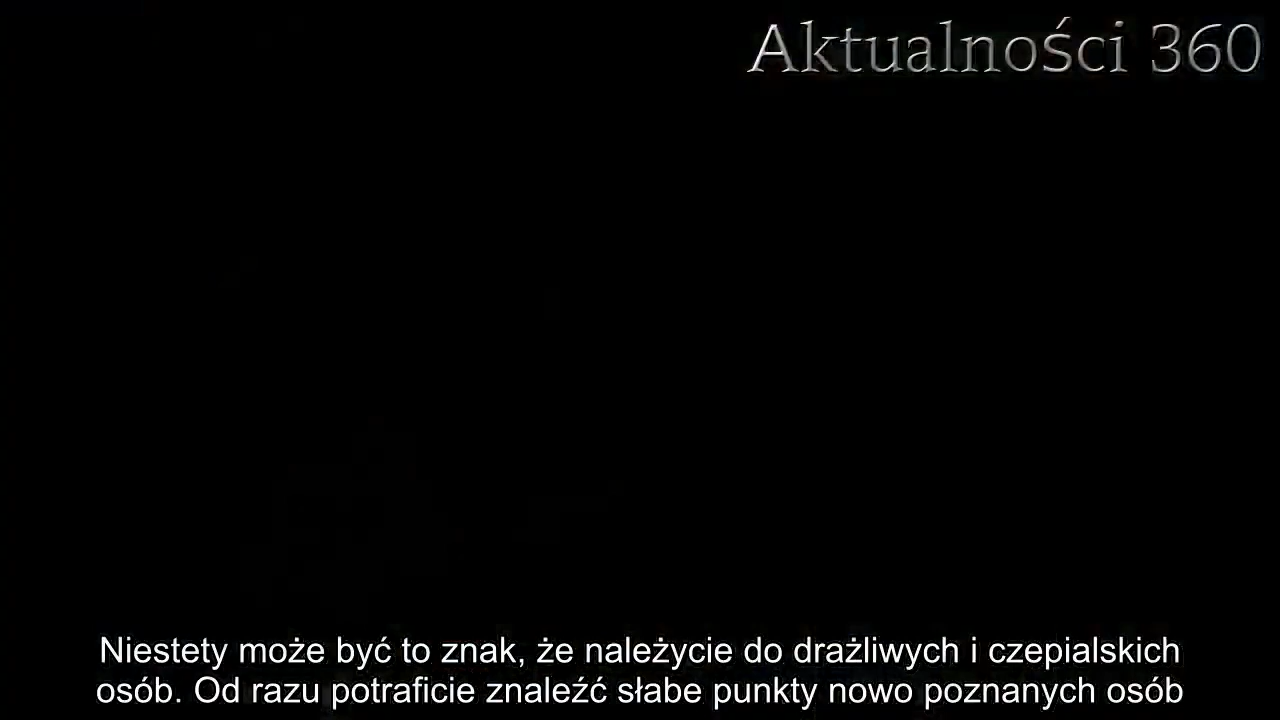 Aktualności 360
Niestety może być to znak, że należycie do drażliwych i czepialskich
osób. Od razu potraficie znaleźć słabe punkty nowo poznanych osób